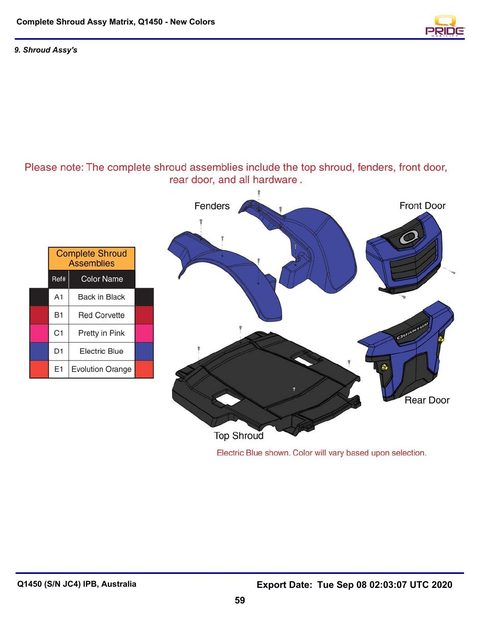 Complete Shroud Assy Matrix, Q1450 - New Colors
Q
PRIDE
9. Shroud Assy's
Please note: The complete shroud assemblies include the top shroud, fenders, front door,
rear door, and all hardware .
Fenders
Front Door
Complete Shroud
Assemblies
Ref# Color Name
A1 Back in Black
B1 Red Corvette
C1 Pretty in Pink
D1 Electric Blue
E1 Evolution Orange
QUANTUM
Rear Door
Top Shroud
Electric Blue shown. Color will vary based upon selection.
Q1450 (S/N JC4) IPB, Australia
Export Date: Tue Sep 08 02:03:07 UTC 2020
59